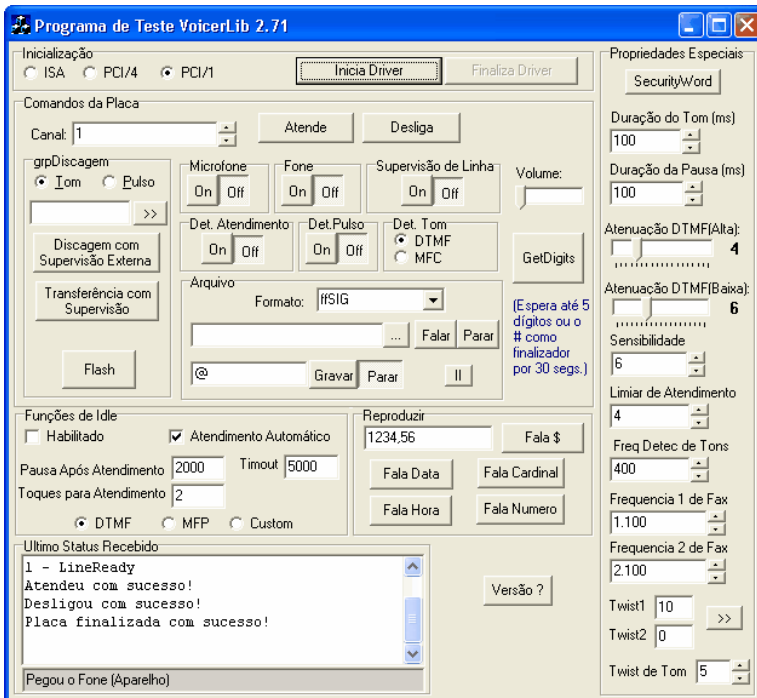 Programa de Teste VoicerLib 2.71
Inicialização
ISA PCI/4 PCI/1 Inicia Driver Finaliza Driver
Comandos da Placa
Canal: 1 Atende Desliga
grpDiscagem
Tom Pulso
>>
Discagem com
Supervisão Externa
Transferência com
Supervisão
Flash
Microfone
On Off
Fone
On Off
Supervisão de Linha
On Off
Volume:
Det. Atendimento
On Off
Det.Pulso
On Off
Det. Tom
DTMF
MFC
GetDigits
(Espera até 5
dígitos ou o
# como
finalizador
por 30 segs.)
Arquivo
Formato: ffSIG
... Falar Parar
@ Gravar Parar II
Funções de Idle
Habilitado Atendimento Automático
Pausa Após Atendimento 2000 Timout 5000
Toques para Atendimento 2
DTMF MFP Custom
Reproduzir
1234,56 Fala $
Fala Data Fala Cardinal
Fala Hora Fala Numero
Ultimo Status Recebido
1 - LineReady
Atendeu com sucesso!
Desligou com sucesso!
Placa finalizada com sucesso!
Pegou o Fone (Aparelho)
Versão ?
Propriedades Especiais
SecurityWord
Duração do Tom (ms)
100
Duração da Pausa (ms)
100
Atenuação DTMF(Alta):
4
Atenuação DTMF(Baixa):
6
Sensibilidade
6
Limiar de Atendimento
4
Freq Detec de Tons
400
Frequencia 1 de Fax
1.100
Frequencia 2 de Fax
2.100
Twist1 10
>>
Twist2 0
Twist de Tom 5